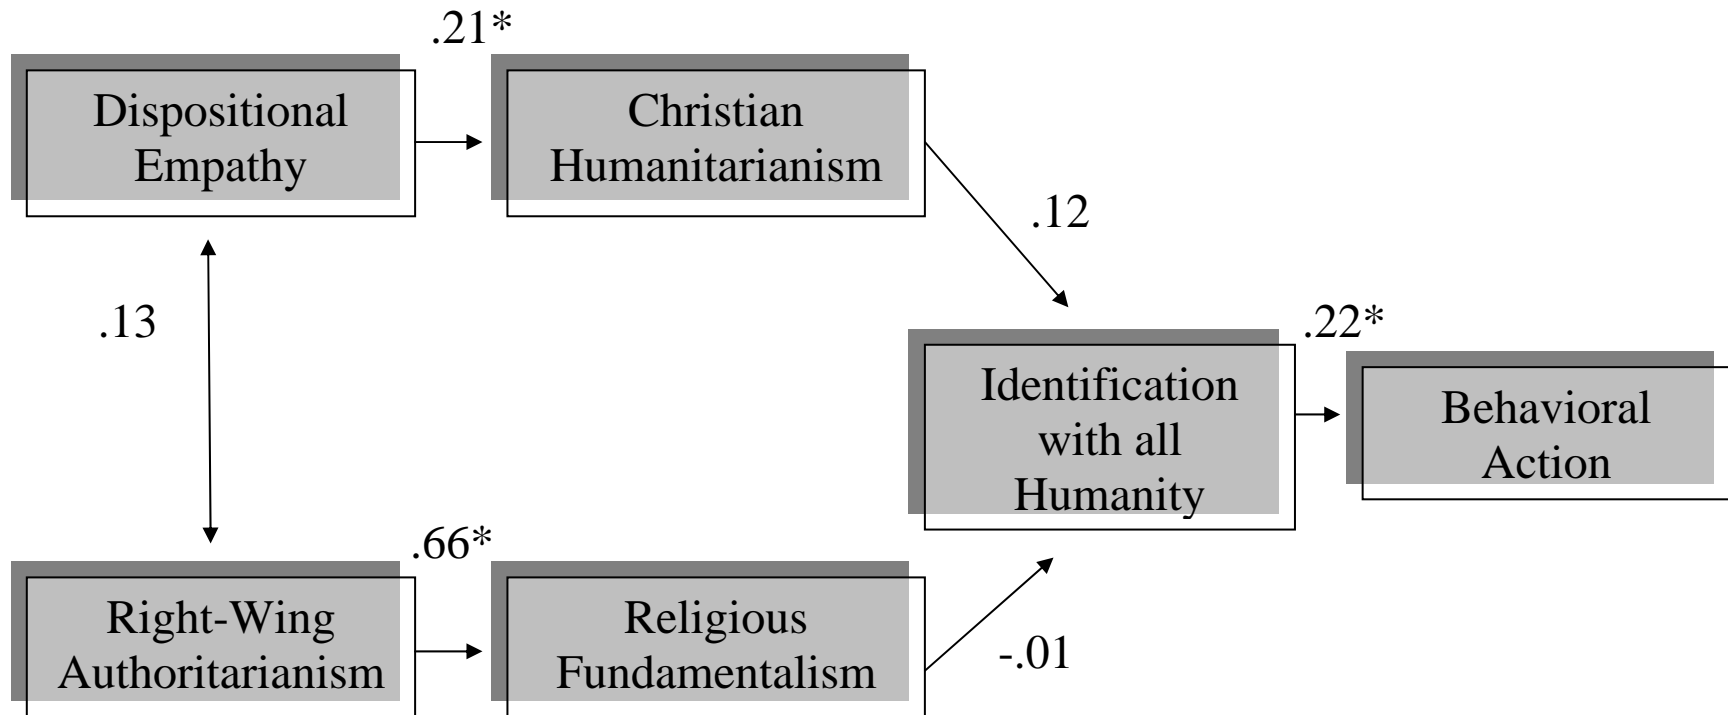 .21*
Dispositional
Empathy
Christian
Humanitarianism
.12
.13
.22*
Identification
with all
Humanity
Behavioral
Action
.66*
Right-Wing
Authoritarianism
Religious
Fundamentalism
-.01